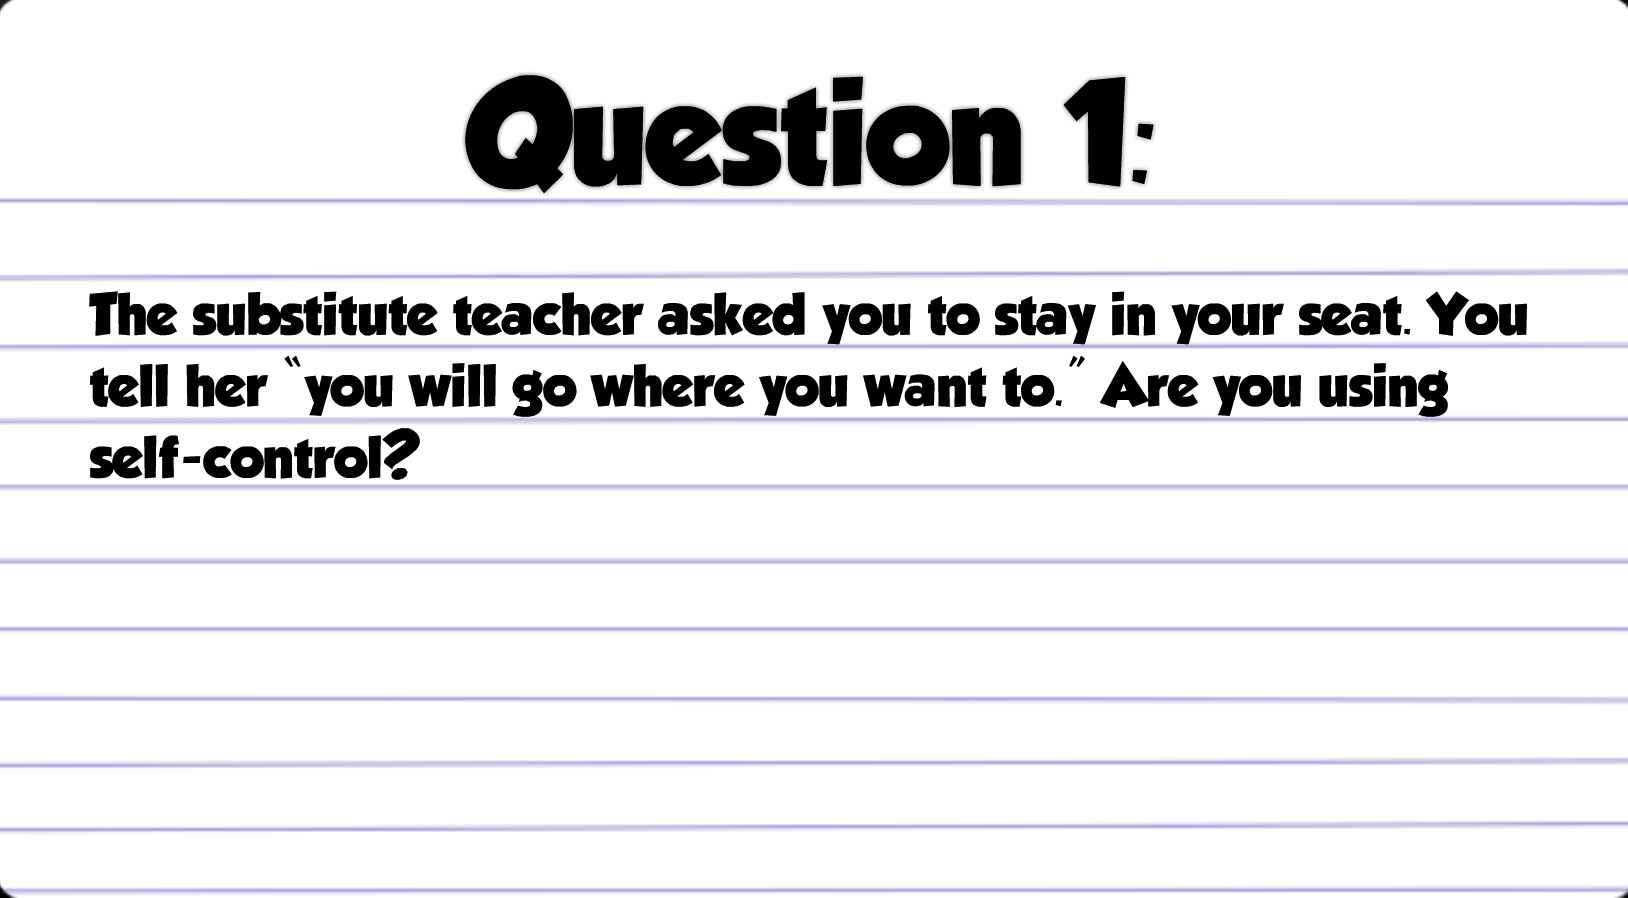 Question 1:
The substitute teacher asked you to stay in your seat. You
tell her “you will go where you want to.” Are you using
self-control?